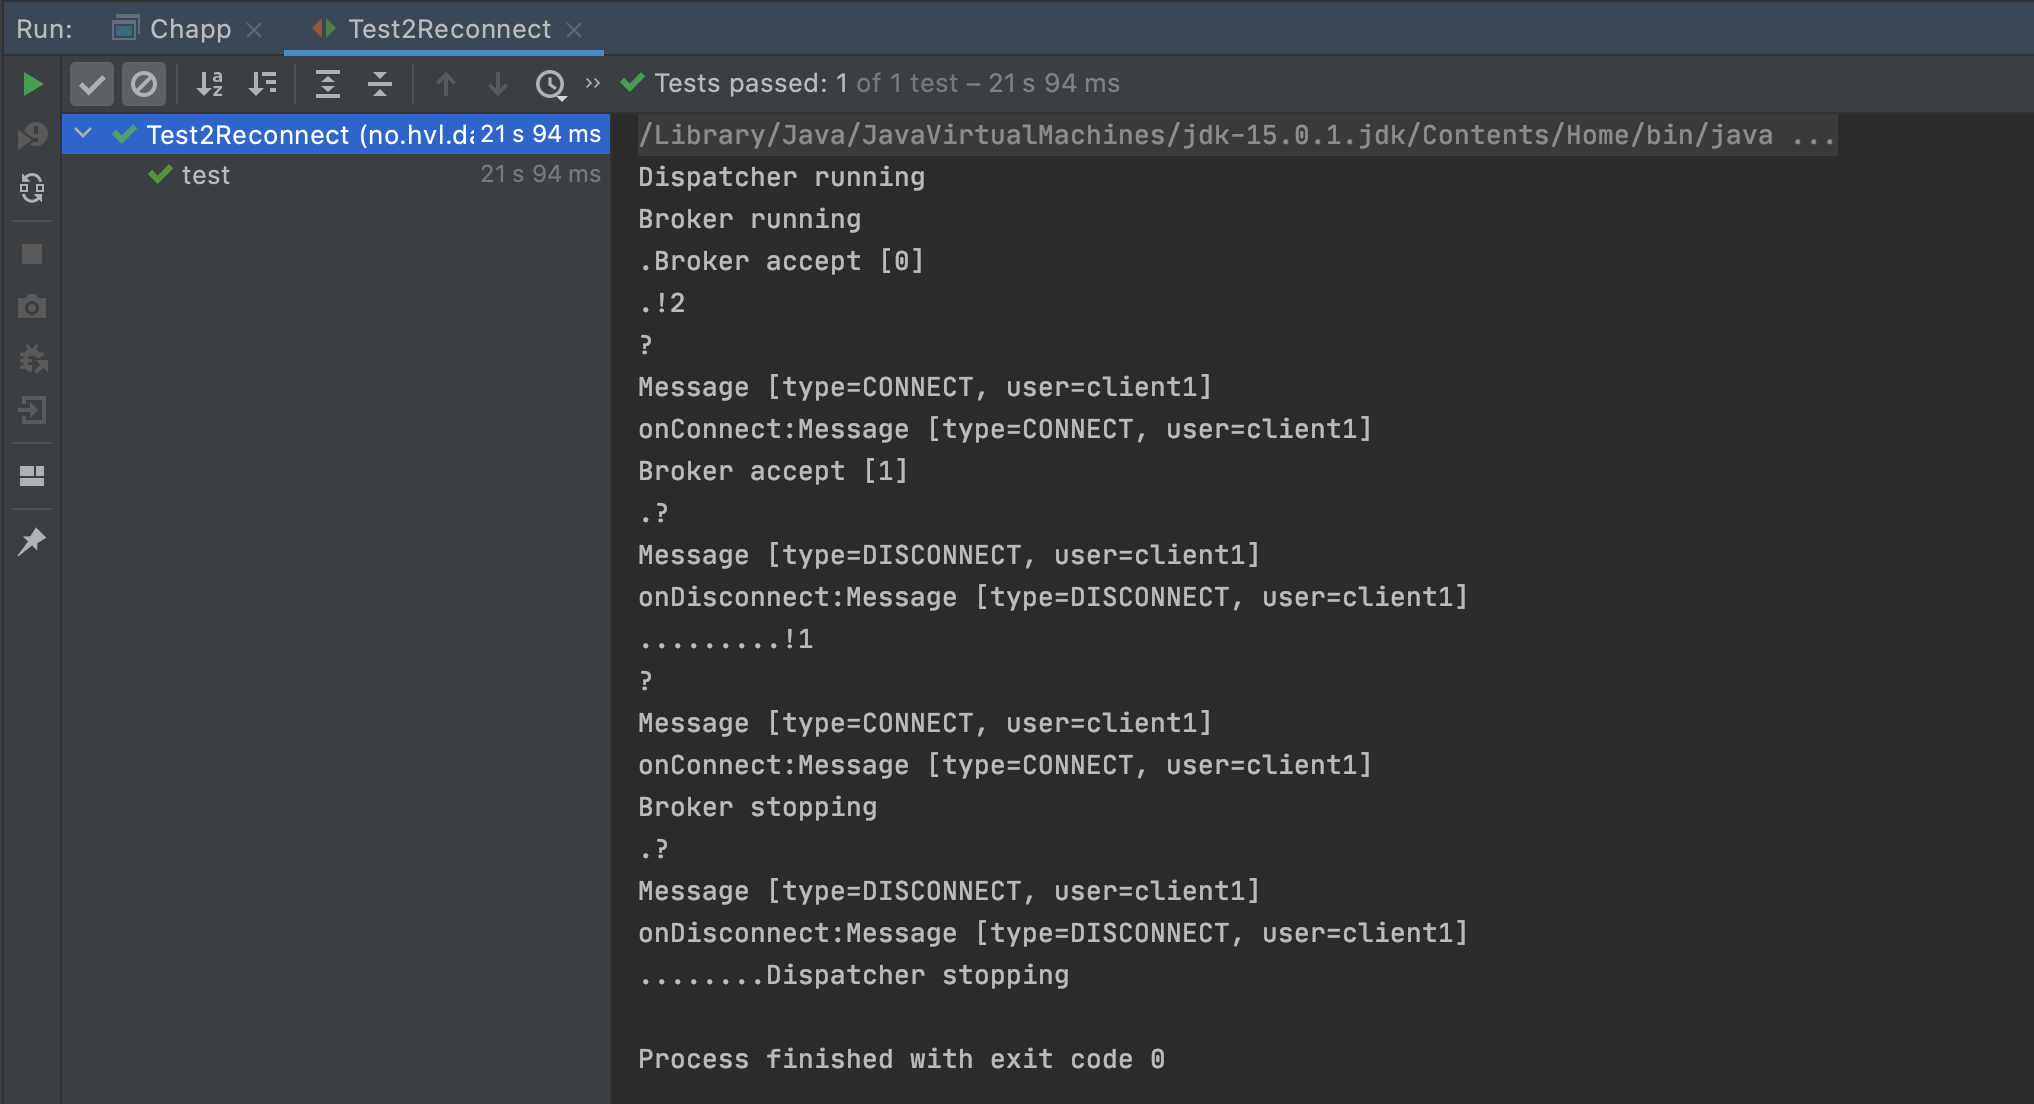 Run: Chapp Test2Reconnect
Tests passed: 1 of 1 test – 21 s 94 ms
Test2Reconnect (no.hvl.da 21 s 94 ms
test 21 s 94 ms
/Library/Java/JavaVirtualMachines/jdk-15.0.1.jdk/Contents/Home/bin/java ...
Dispatcher running
Broker running
.Broker accept [0]
.!2
?
Message [type=CONNECT, user=client1]
onConnect:Message [type=CONNECT, user=client1]
Broker accept [1]
.?
Message [type=DISCONNECT, user=client1]
onDisconnect:Message [type=DISCONNECT, user=client1]
.........!1
?
Message [type=CONNECT, user=client1]
onConnect:Message [type=CONNECT, user=client1]
Broker stopping
.?
Message [type=DISCONNECT, user=client1]
onDisconnect:Message [type=DISCONNECT, user=client1]
........Dispatcher stopping
Process finished with exit code 0